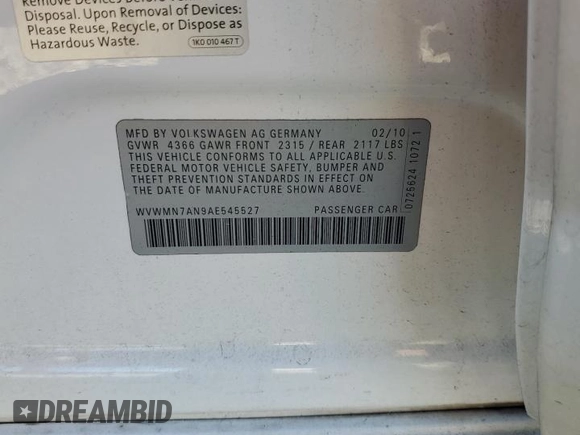 Disposal. Upon Removal of Devices:
Please Reuse, Recycle, or Dispose as
Hazardous Waste.
1K0 010 467 T
MFD BY VOLKSWAGEN AG GERMANY 02/10
GVWR 4366 GAWR FRONT 2315 / REAR 2117 LBS
THIS VEHICLE CONFORMS TO ALL APPLICABLE U.S.
FEDERAL MOTOR VEHICLE SAFETY, BUMPER AND
THEFT PREVENTION STANDARDS IN EFFECT ON THE
DATE OF MANUFACTURE SHOWN ABOVE.
WVWMN7AN9AE545527 PASSENGER CAR
0726624 1072 1
DREAMBID